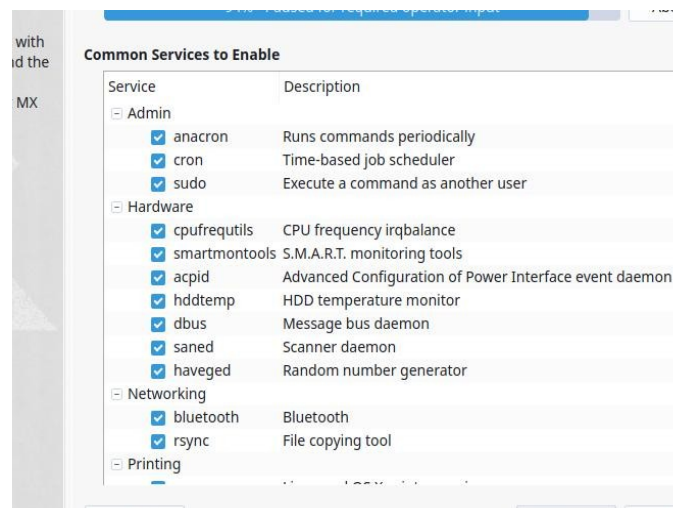 with
nd the
MX
Common Services to Enable
Service Description
Admin
anacron Runs commands periodically
cron Time-based job scheduler
sudo Execute a command as another user
Hardware
cpufrequtils CPU frequency irqbalance
smartmontools S.M.A.R.T. monitoring tools
acpid Advanced Configuration of Power Interface event daemon
hddtemp HDD temperature monitor
dbus Message bus daemon
saned Scanner daemon
haveged Random number generator
Networking
bluetooth Bluetooth
rsync File copying tool
Printing